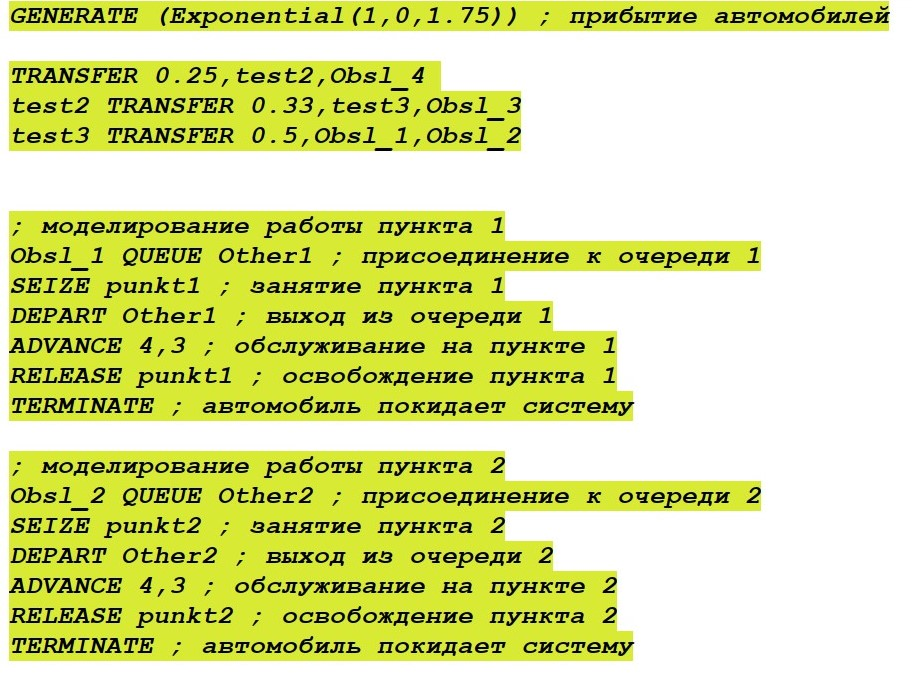 GENERATE (Exponential(1,0,1.75)) ; прибытие автомобилей
TRANSFER 0.25,test2,Obsl_4
test2 TRANSFER 0.33,test3,Obsl_3
test3 TRANSFER 0.5,Obsl_1,Obsl_2
; моделирование работы пункта 1
Obsl_1 QUEUE Other1 ; присоединение к очереди 1
SEIZE punkt1 ; занятие пункта 1
DEPART Other1 ; выход из очереди 1
ADVANCE 4,3 ; обслуживание на пункте 1
RELEASE punkt1 ; освобождение пункта 1
TERMINATE ; автомобиль покидает систему
; моделирование работы пункта 2
Obsl_2 QUEUE Other2 ; присоединение к очереди 2
SEIZE punkt2 ; занятие пункта 2
DEPART Other2 ; выход из очереди 2
ADVANCE 4,3 ; обслуживание на пункте 2
RELEASE punkt2 ; освобождение пункта 2
TERMINATE ; автомобиль покидает систему